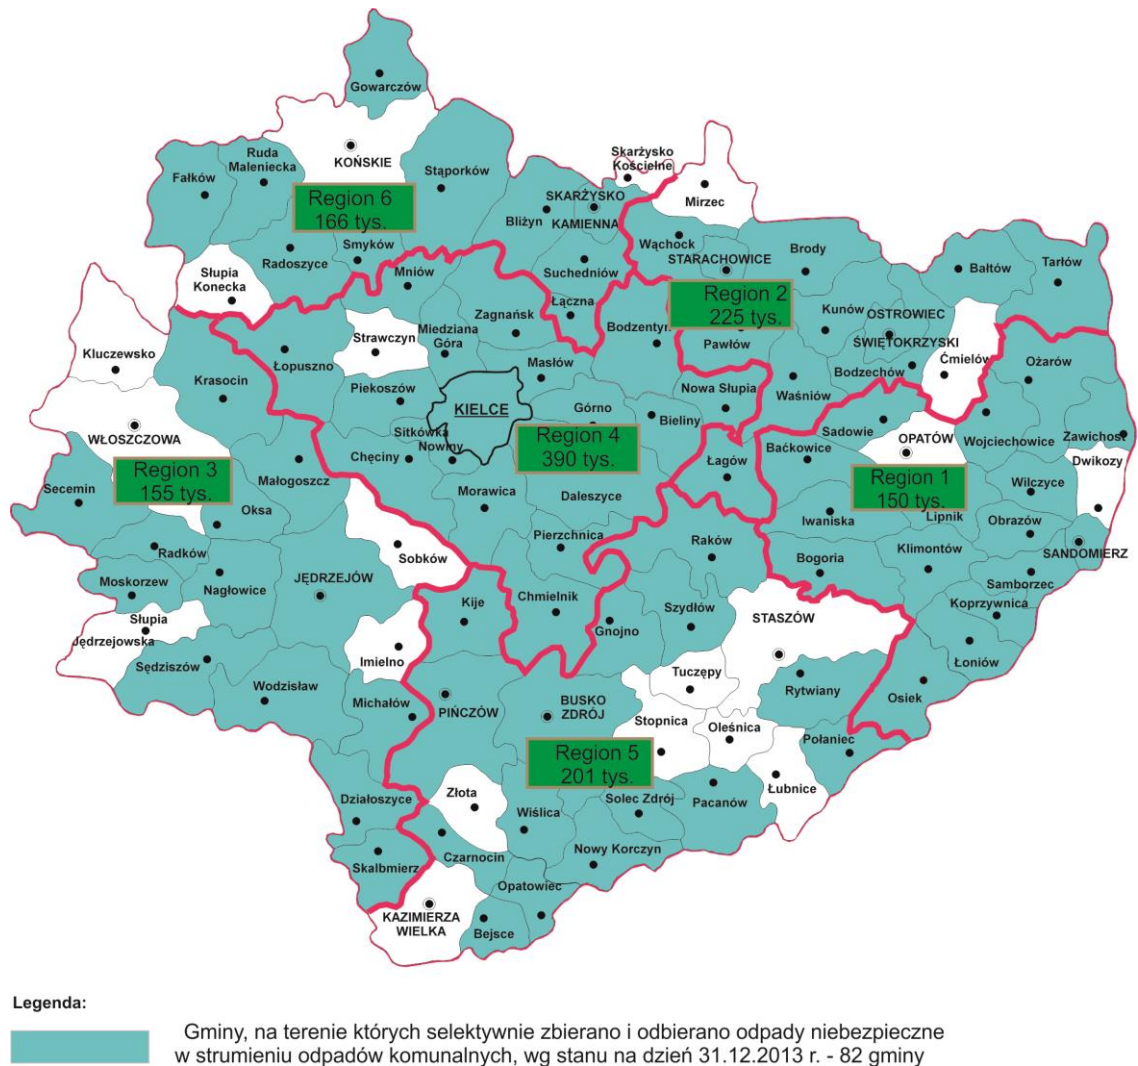 Gowarczów
KOŃSKIE
Skarżysko
Kościelne
Ruda
Maleniecka
Fałków
Stąporków
Mirzec
Region 6
166 tys.
SKARŻYSKO
KAMIENNA
Bliżyn
Smyków
Radoszyce
Wąchock
STARACHOWICE
Brody
Bałtów
Tarłów
Słupia
Konecka
Mniów
Suchedniów
Region 2
225 tys.
Łączna
Zagnańsk
Bodzentyn
Kunów
OSTROWIEC
ŚWIĘTOKRZYSKI
Strawczyn
Miedziana
Góra
Pawłów
Kluczewsko
Łopuszno
Masłów
Bodzechów
Ćmielów
Ożarów
Krasocin
Piekoszów
Nowa Słupia
Waśniów
KIELCE
Górno
Bieliny
Sadowie
OPATÓW
Wojciechowice
Zawichost
WŁOSZCZOWA
Sitkówka
Nowiny
Region 4
390 tys.
Baćkowice
Dwikozy
Chęciny
Łagów
Region 3
155 tys.
Region 1
150 tys.
Małogoszcz
Secemin
Wilczyce
Morawica
Daleszyce
Oksa
Iwaniska
Lipnik
Obrazów
Pierzchnica
Radków
Sobków
Raków
Klimontów
SANDOMIERZ
Bogoria
Moskorzew
Nagłowice
JĘDRZEJÓW
Samborzec
Kije
Chmielnik
Szydłów
Koprzywnica
Słupia
Jędrzejowska
Gnojno
STASZÓW
Łoniów
Sędziszów
Imielno
Tuczępy
Wodzisław
Rytwiany
Osiek
Michałów
PIŃCZÓW
BUSKO
ZDRÓJ
Stopnica
Oleśnica
Połaniec
Region 5
201 tys.
Łubnice
Działoszyce
Złota
Solec Zdrój
Pacanów
Wiślica
Skalbmierz
Czarnocin
Nowy Korczyn
Opatowiec
KAZIMIERZA
WIELKA
Bejsce
Legenda:
Gminy, na terenie których selektywnie zbierano i odbierano odpady niebezpieczne
w strumieniu odpadów komunalnych, wg stanu na dzień 31.12.2013 r. - 82 gminy